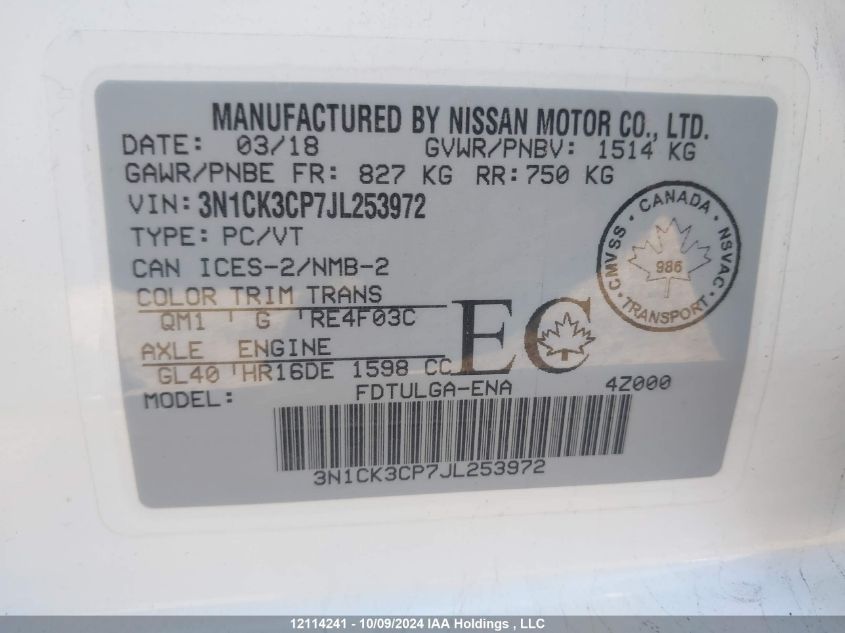 MANUFACTURED BY NISSAN MOTOR CO., LTD.
DATE: 03/18 GVWR/PNBV: 1514 KG
GAWR/PNBE FR: 827 KG RR: 750 KG
VIN: 3N1CK3CP7JL253972
TYPE: PC/VT
CAN ICES-2/NMB-2
COLOR TRIM TRANS
QM1 G RE4F03C
AXLE ENGINE
GL40 HR16DE 1598 CC
MODEL: FDTULGA-ENA 4Z000
3N1CK3CP7JL253972
EC
CANADA
CMVSS
NSVAC
TRANSPORT
986
12114241 - 10/09/2024 IAA Holdings , LLC